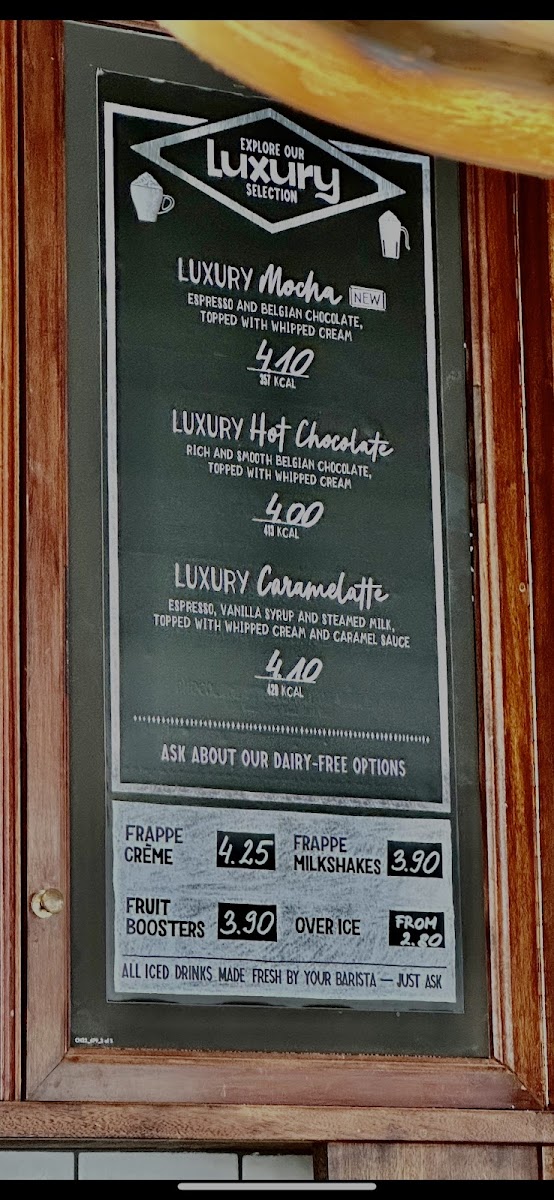 EXPLORE OUR
Luxury
SELECTION
LUXURY Mocha NEW
ESPRESSO AND BELGIAN CHOCOLATE,
TOPPED WITH WHIPPED CREAM
4.10
357 KCAL
LUXURY Hot Chocolate
RICH AND SMOOTH BELGIAN CHOCOLATE,
TOPPED WITH WHIPPED CREAM
4.00
413 KCAL
LUXURY Caramelatte
ESPRESSO, VANILLA SYRUP AND STEAMED MILK,
TOPPED WITH WHIPPED CREAM AND CARAMEL SAUCE
4.10
KCAL
ASK ABOUT OUR DAIRY-FREE OPTIONS
FRAPPE
CRÈME
4.25
FRAPPE
MILKSHAKES
3.90
FRUIT
BOOSTERS
3.90
OVER ICE
FROM
2.80
ALL ICED DRINKS MADE FRESH BY YOUR BARISTA — JUST ASK